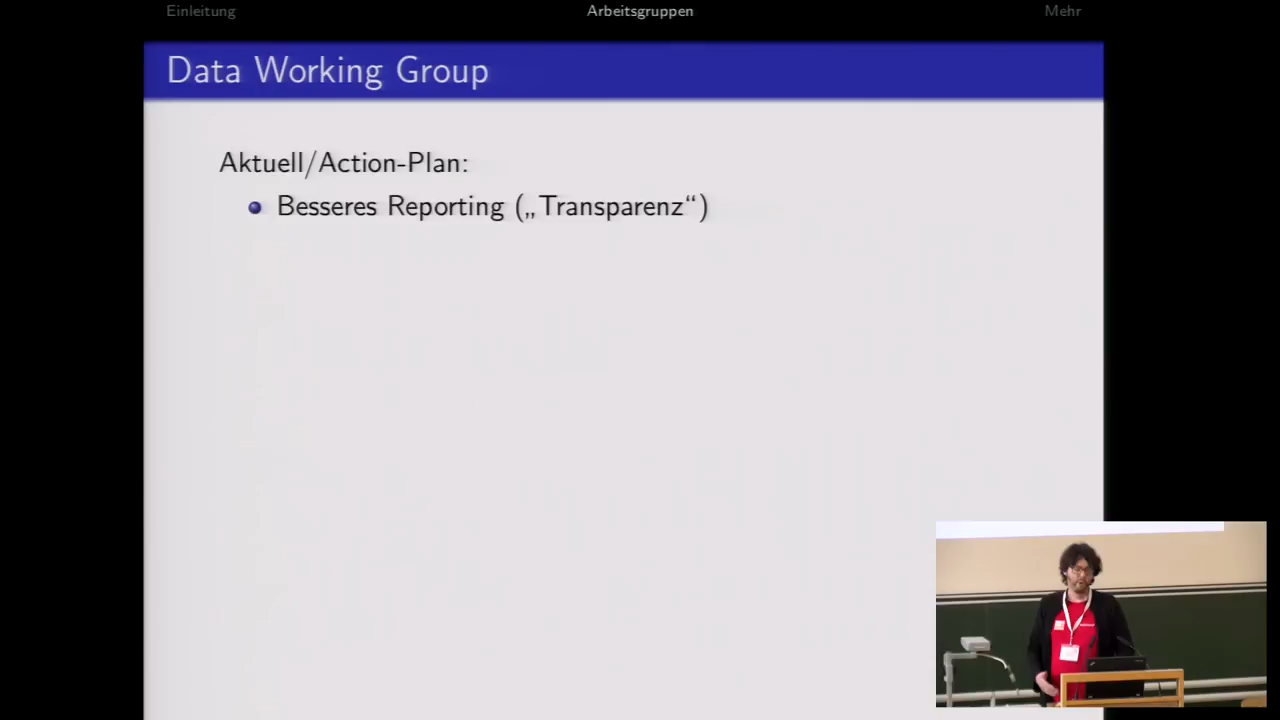 Einleitung
Arbeitsgruppen
Mehr
Data Working Group
Aktuell/Action-Plan:
Besseres Reporting („Transparenz“)